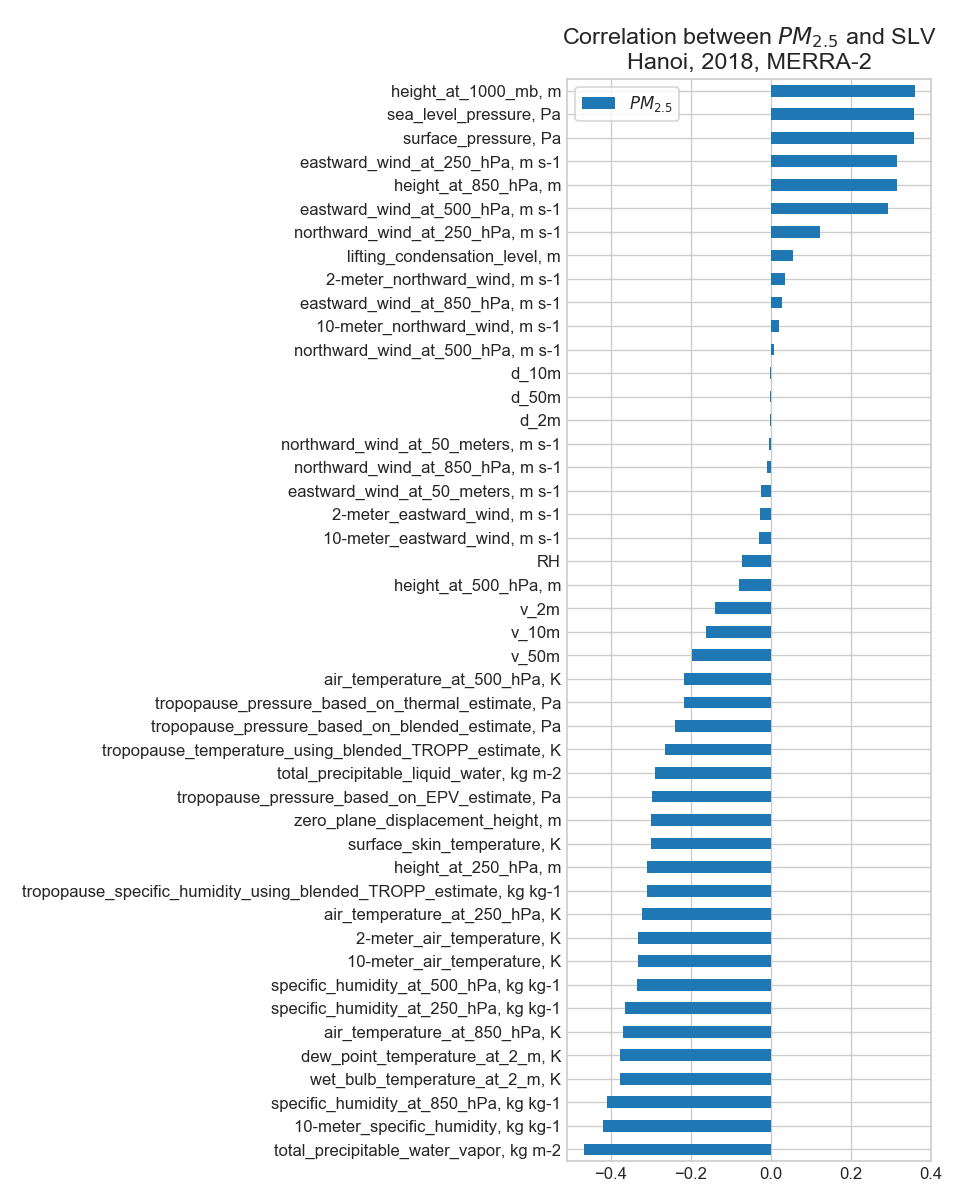 Correlation between PM2.5 and SLV
Hanoi, 2018, MERRA-2
PM2.5
height_at_1000_mb, m
sea_level_pressure, Pa
surface_pressure, Pa
eastward_wind_at_250_hPa, m s-1
height_at_850_hPa, m
eastward_wind_at_500_hPa, m s-1
northward_wind_at_250_hPa, m s-1
lifting_condensation_level, m
2-meter_northward_wind, m s-1
eastward_wind_at_850_hPa, m s-1
10-meter_northward_wind, m s-1
northward_wind_at_500_hPa, m s-1
d_10m
d_50m
d_2m
northward_wind_at_50_meters, m s-1
northward_wind_at_850_hPa, m s-1
eastward_wind_at_50_meters, m s-1
2-meter_eastward_wind, m s-1
10-meter_eastward_wind, m s-1
RH
height_at_500_hPa, m
v_2m
v_10m
v_50m
air_temperature_at_500_hPa, K
tropopause_pressure_based_on_thermal_estimate, Pa
tropopause_pressure_based_on_blended_estimate, Pa
tropopause_temperature_using_blended_TROPP_estimate, K
total_precipitable_liquid_water, kg m-2
tropopause_pressure_based_on_EPV_estimate, Pa
zero_plane_displacement_height, m
surface_skin_temperature, K
height_at_250_hPa, m
tropopause_specific_humidity_using_blended_TROPP_estimate, kg kg-1
air_temperature_at_250_hPa, K
2-meter_air_temperature, K
10-meter_air_temperature, K
specific_humidity_at_500_hPa, kg kg-1
specific_humidity_at_250_hPa, kg kg-1
air_temperature_at_850_hPa, K
dew_point_temperature_at_2_m, K
wet_bulb_temperature_at_2_m, K
specific_humidity_at_850_hPa, kg kg-1
10-meter_specific_humidity, kg kg-1
total_precipitable_water_vapor, kg m-2
−0.4 −0.2 0.0 0.2 0.4